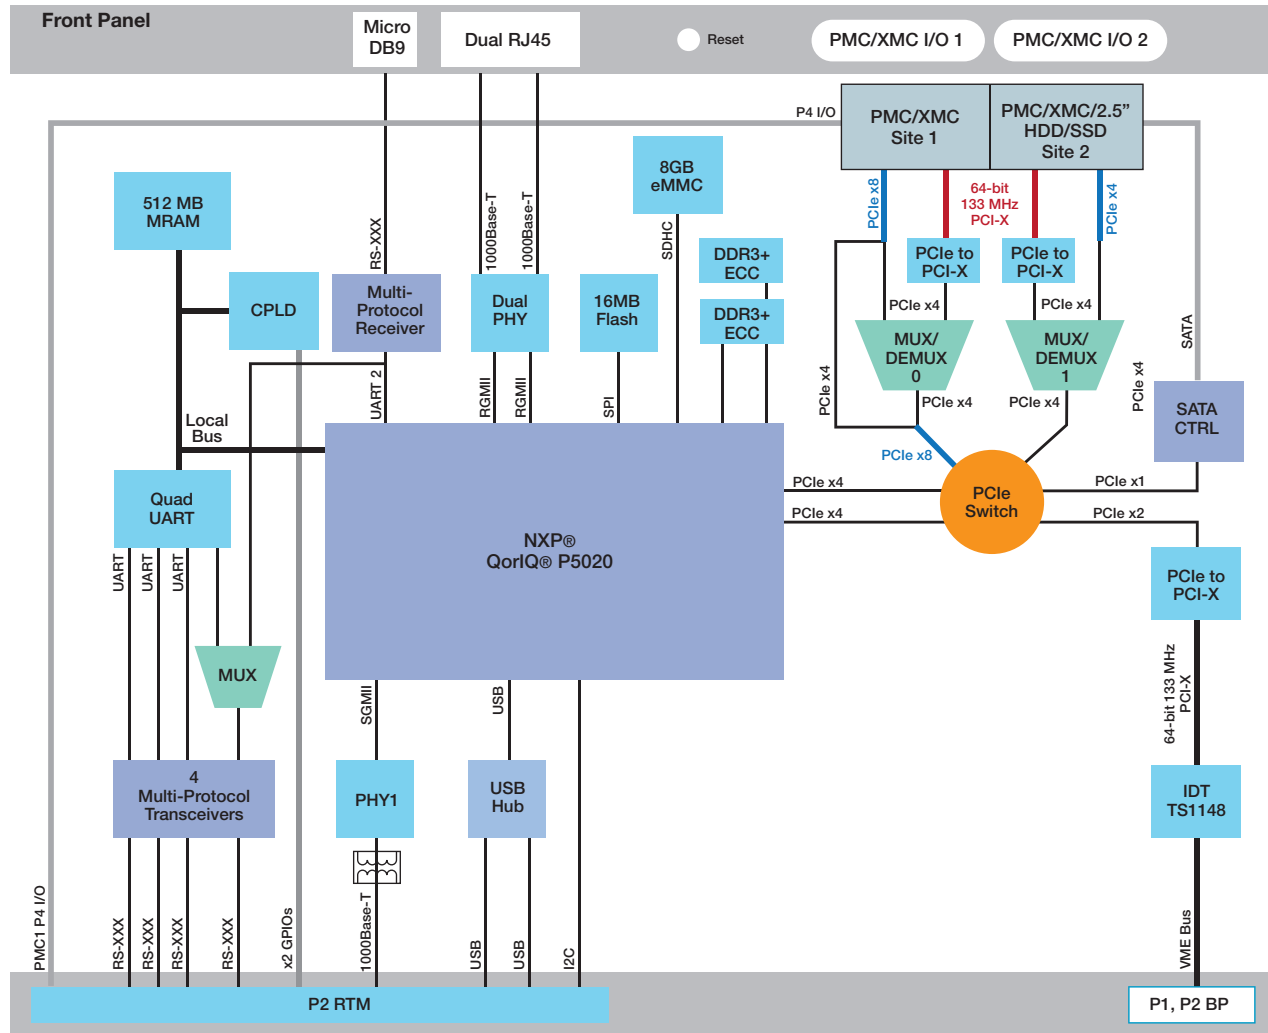 Front Panel
Micro
DB9
Dual RJ45
Reset
PMC/XMC I/O 1
PMC/XMC I/O 2
P4 I/O
PMC/XMC
Site 1
PMC/XMC/2.5”
HDD/SSD
Site 2
8GB
eMMC
512 MB
MRAM
PCIe x8
64-bit
133 MHz
PCI-X
PCIe x4
RS-XXX
1000Base-T
1000Base-T
SDHC
DDR3+
ECC
PCIe to
PCI-X
PCIe to
PCI-X
CPLD
Multi-
Protocol
Receiver
Dual
PHY
16MB
Flash
DDR3+
ECC
PCIe x4
PCIe x4
MUX/
DEMUX
0
MUX/
DEMUX
1
SATA
PCIe x4
PCIe x4
UART 2
RGMII
RGMII
SPI
PCIe x4
PCIe x4
SATA
CTRL
Local
Bus
PCIe x8
PCIe x4
PCIe
Switch
PCIe x1
Quad
UART
PCIe x4
PCIe x2
NXP®
QorIQ® P5020
UART
UART
UART
PCIe to
PCI-X
MUX
SGMII
USB
64-bit 133 MHz
PCI-X
4
Multi-Protocol
Transceivers
PHY1
USB
Hub
IDT
TS1148
PMC1 P4 I/O
RS-XXX
RS-XXX
RS-XXX
RS-XXX
x2 GPIOs
1000Base-T
USB
USB
I2C
VME Bus
P2 RTM
P1, P2 BP